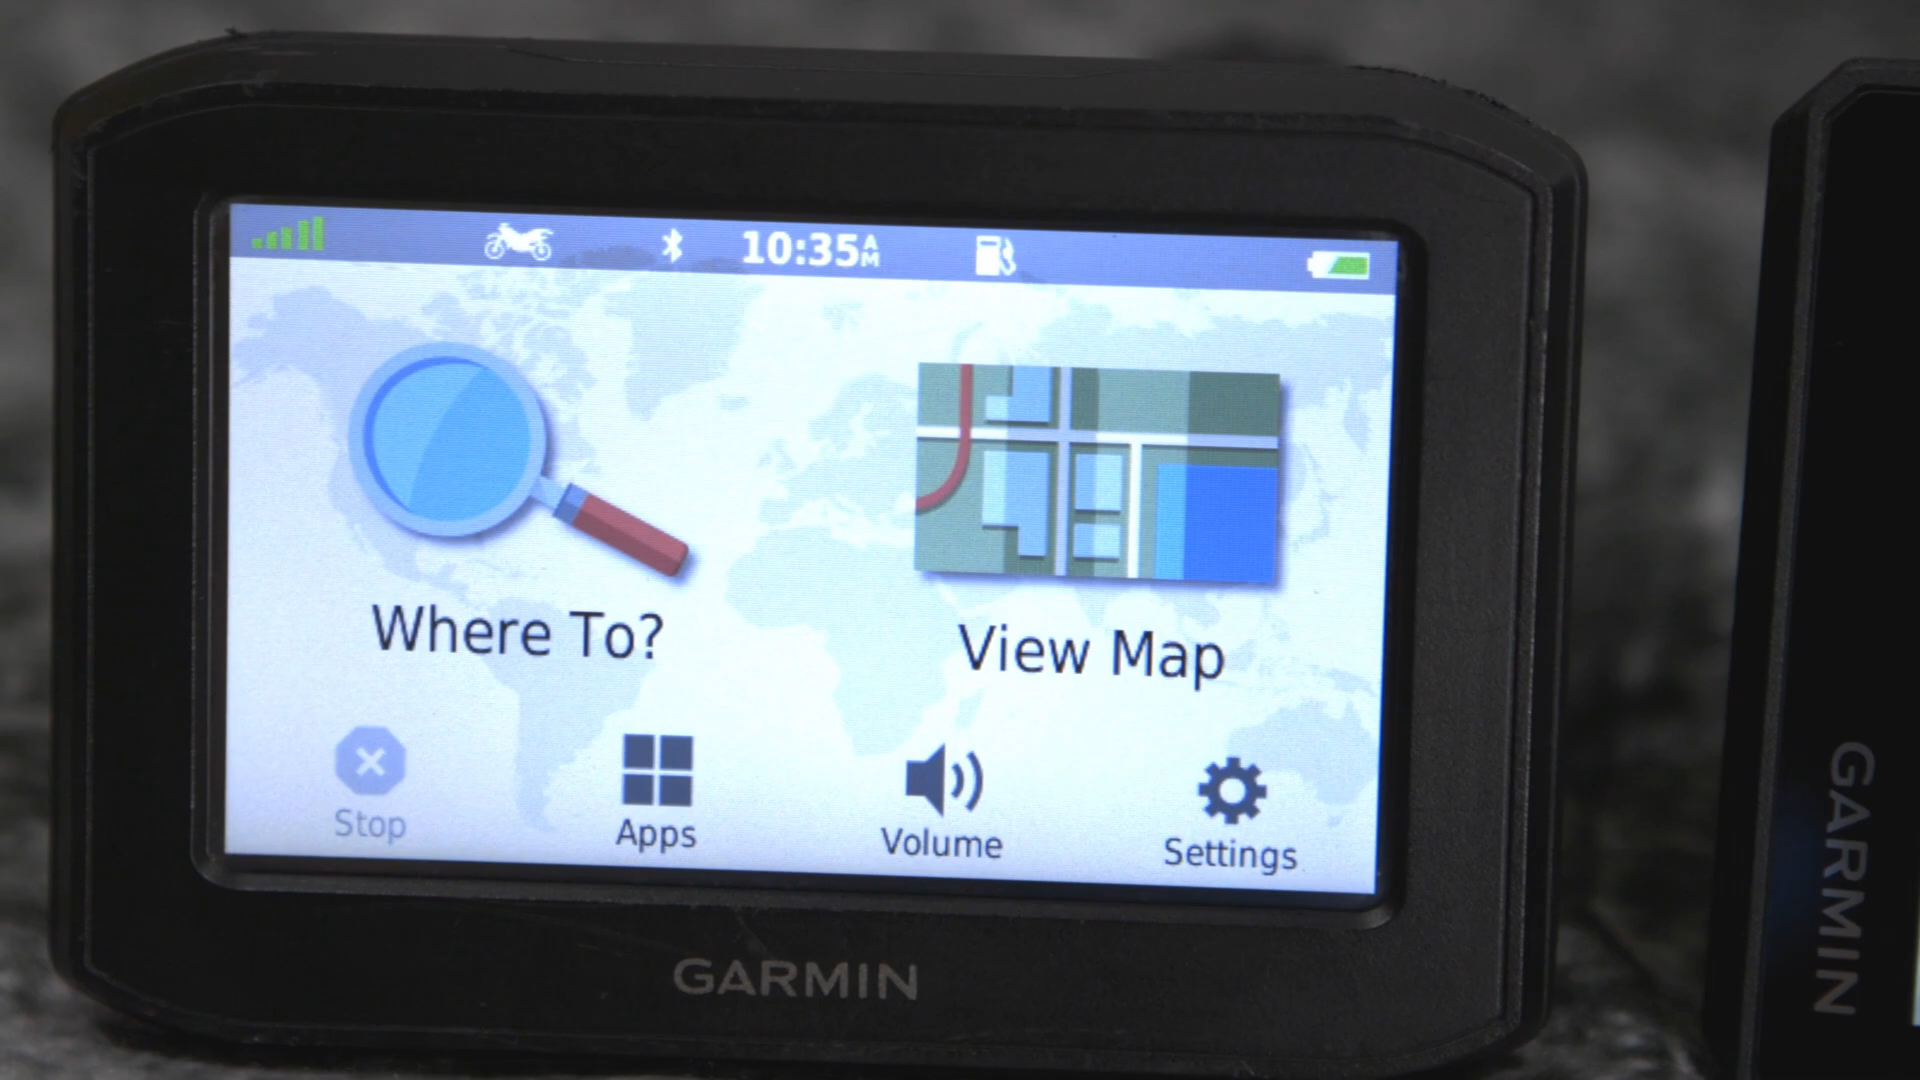 10:35AM
Where To?
View Map
Stop
Apps
Volume
Settings
GARMIN
GARMIN